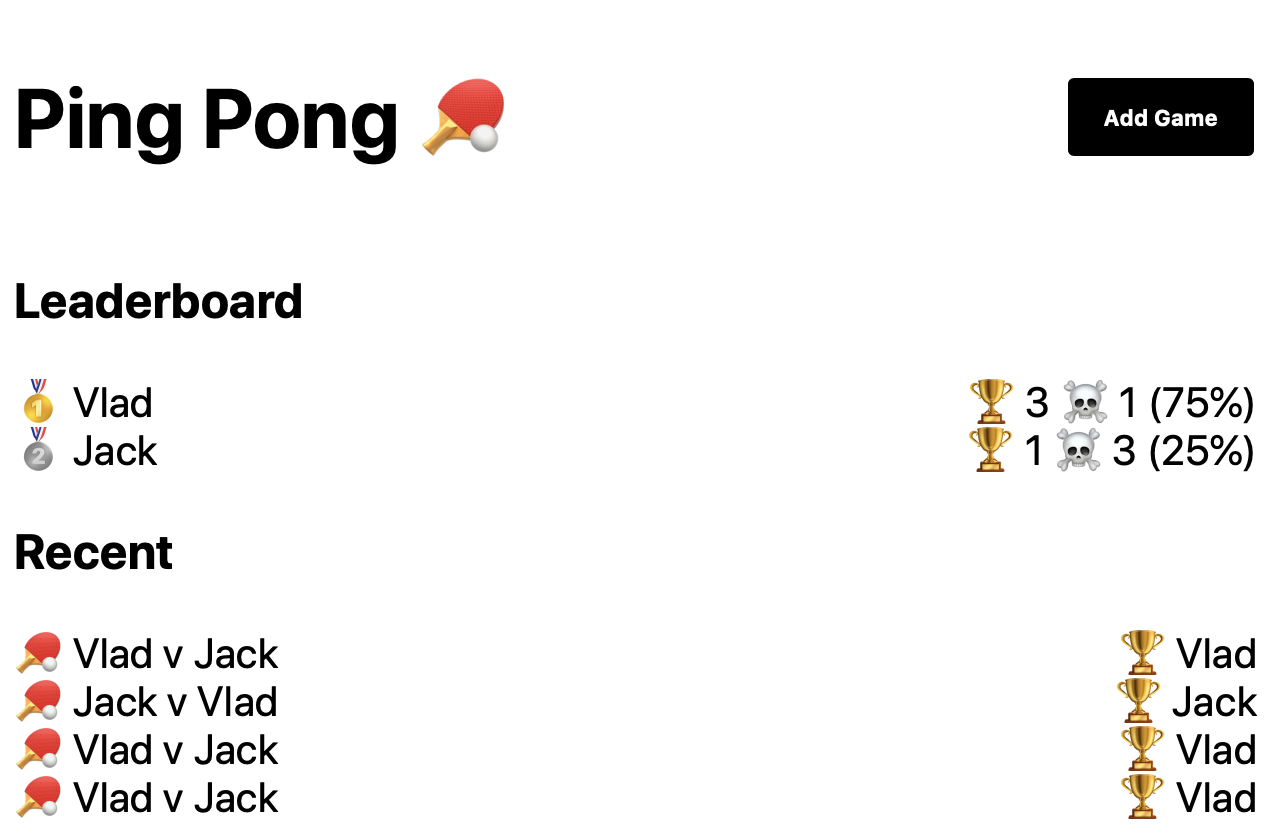 Ping Pong 🏓
Add Game
Leaderboard
🥇 Vlad 🏆 3 ☠️ 1 (75%)
🥈 Jack 🏆 1 ☠️ 3 (25%)
Recent
🏓 Vlad v Jack 🏆 Vlad
🏓 Jack v Vlad 🏆 Jack
🏓 Vlad v Jack 🏆 Vlad
🏓 Vlad v Jack 🏆 Vlad